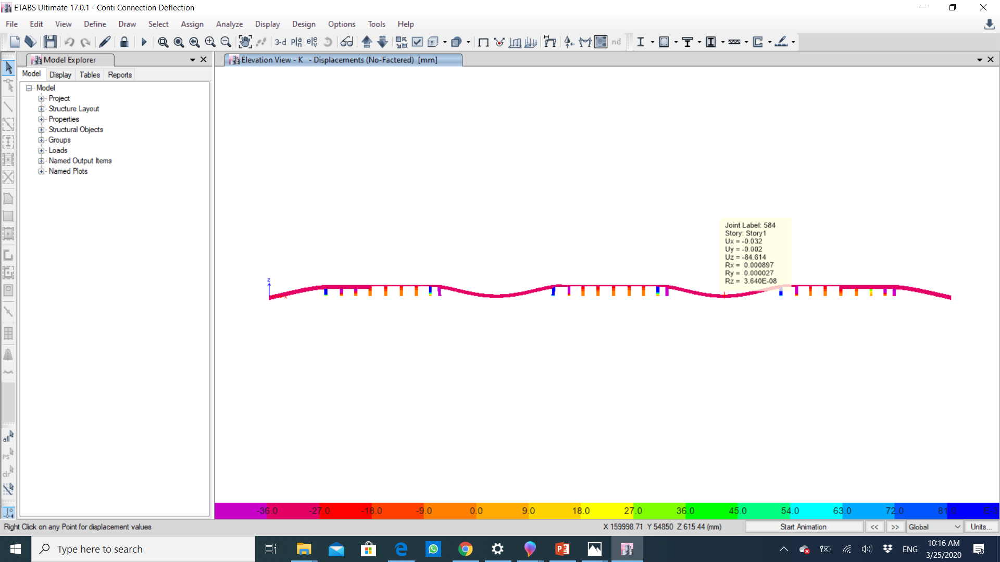 ETABS Ultimate 17.0.1 - Conti Connection Deflection
File Edit View Define Draw Select Assign Analyze Display Design Options Tools Help
3-d pla ele nd
Model Explorer
Elevation View - K - Displacements (No-Factered) [mm]
Model Display Tables Reports
Model
Project
Structure Layout
Properties
Structural Objects
Groups
Loads
Named Output Items
Named Plots
Joint Label: 584
Story: Story1
Ux = -0.032
Uy = -0.002
Uz = -84.614
Rx = 0.000897
Ry = 0.000027
Rz = 3.640E-08
z
x
all
ps
clr
-36.0 -27.0 -18.0 -9.0 0.0 9.0 18.0 27.0 36.0 45.0 54.0 63.0 72.0 81.0 E-3
Right Click on any Point for displacement values
X 159998.71 Y 54850 Z 615.44 (mm)
Start Animation
<< >>
Global
Units...
Type here to search
ENG
10:16 AM
3/25/2020